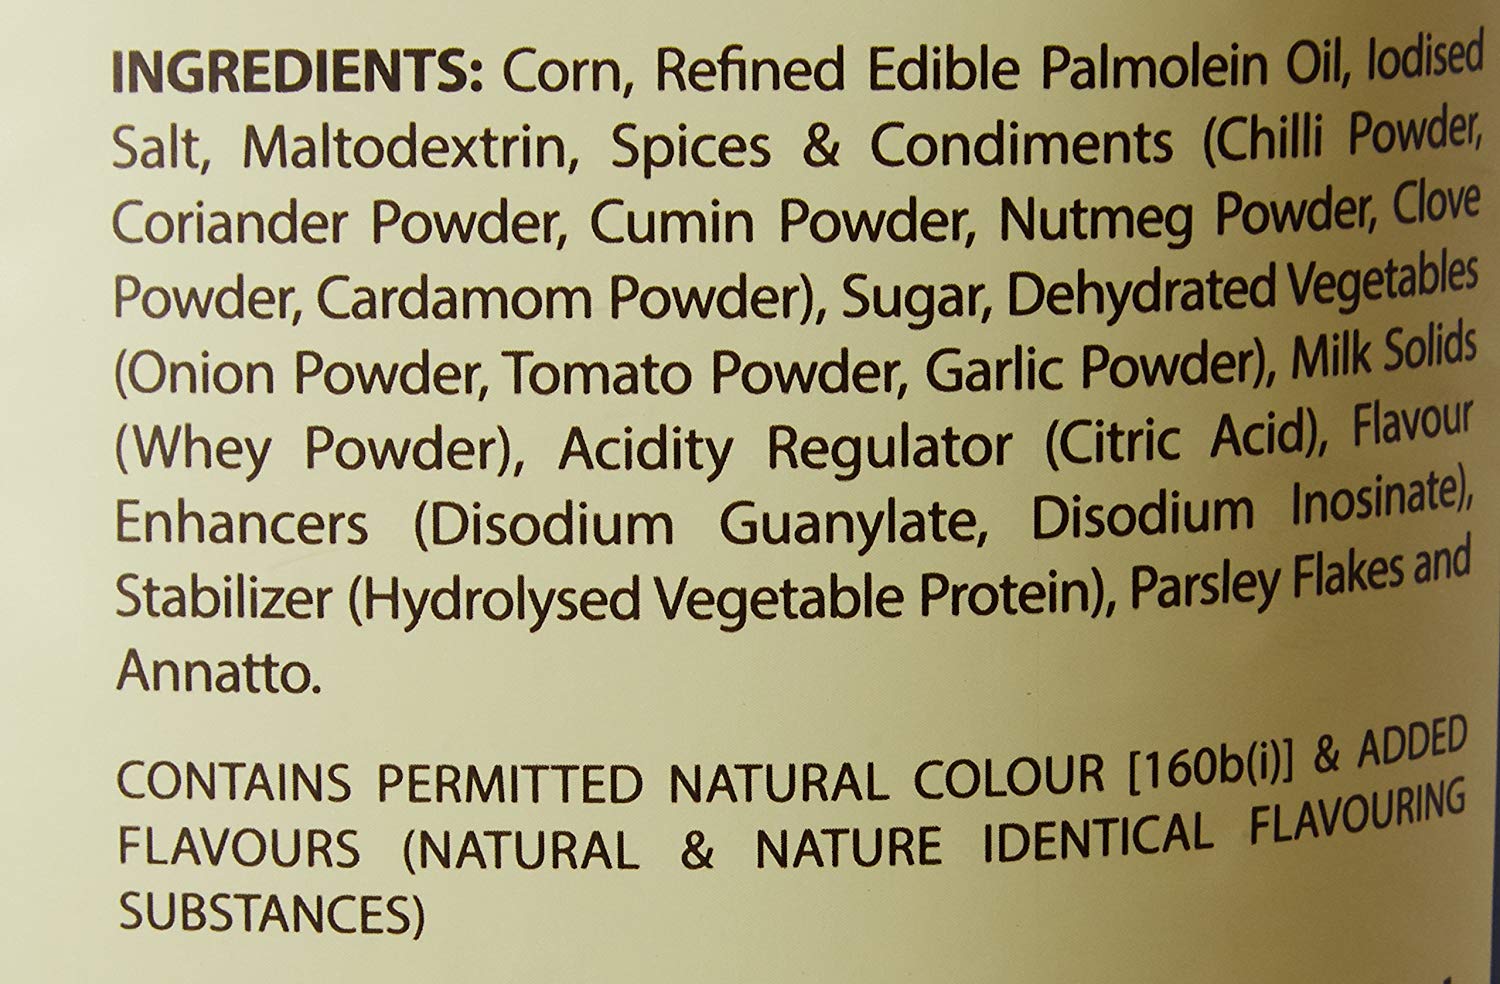 INGREDIENTS: Corn, Refined Edible Palmolein Oil, Iodised
Salt, Maltodextrin, Spices & Condiments (Chilli Powder,
Coriander Powder, Cumin Powder, Nutmeg Powder, Clove
Powder, Cardamom Powder), Sugar, Dehydrated Vegetables
(Onion Powder, Tomato Powder, Garlic Powder), Milk Solids
(Whey Powder), Acidity Regulator (Citric Acid), Flavour
Enhancers (Disodium Guanylate, Disodium Inosinate),
Stabilizer (Hydrolysed Vegetable Protein), Parsley Flakes and
Annatto.
CONTAINS PERMITTED NATURAL COLOUR [160b(i)] & ADDED
FLAVOURS (NATURAL & NATURE IDENTICAL FLAVOURING
SUBSTANCES)